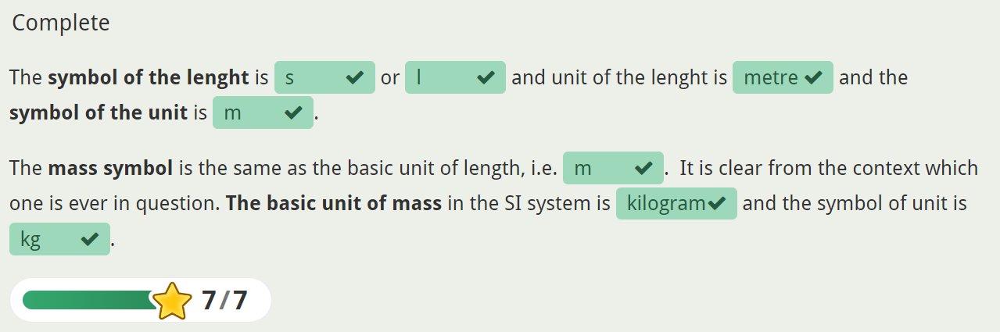 Complete
The symbol of the lenght is s or l and unit of the lenght is metre and the
symbol of the unit is m .
The mass symbol is the same as the basic unit of length, i.e. m . It is clear from the context which
one is ever in question. The basic unit of mass in the SI system is kilogram and the symbol of unit is
kg .
7/7